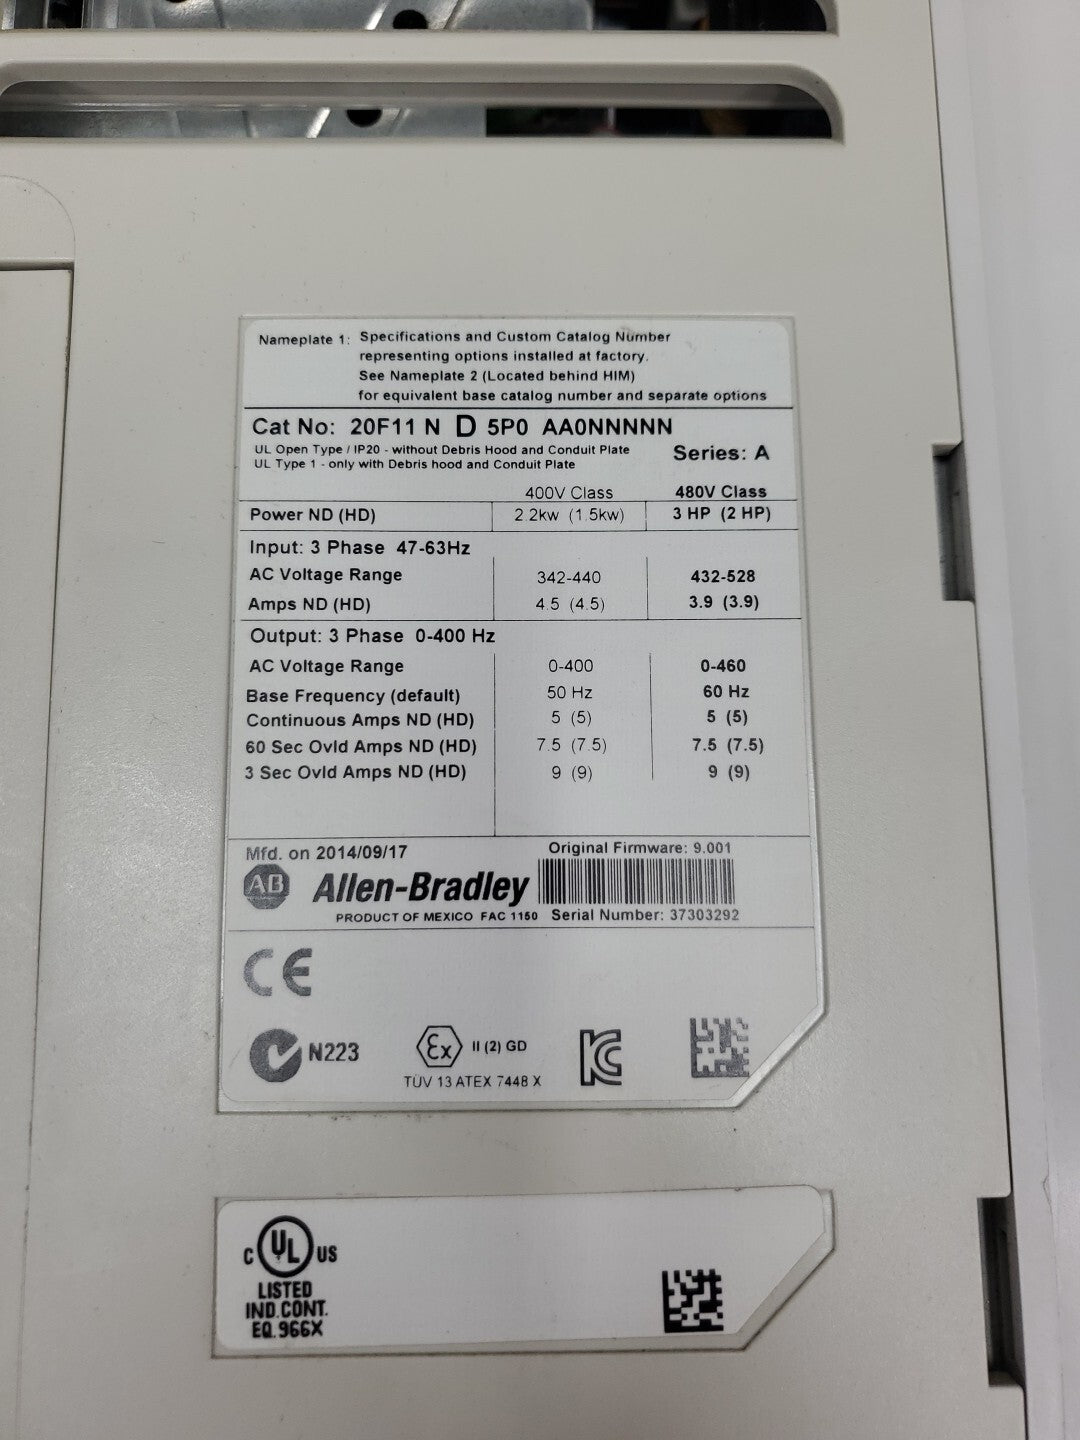 Nameplate 1: Specifications and Custom Catalog Number
representing options installed at factory.
See Nameplate 2 (Located behind HIM)
for equivalent base catalog number and separate options
Cat No: 20F11 N D 5P0 AA0NNNNN
UL Open Type / IP20 - without Debris Hood and Conduit Plate
UL Type 1 - only with Debris hood and Conduit Plate
Series: A
400V Class 480V Class
Power ND (HD) 2.2kw (1.5kw) 3 HP (2 HP)
Input: 3 Phase 47-63Hz
AC Voltage Range 342-440 432-528
Amps ND (HD) 4.5 (4.5) 3.9 (3.9)
Output: 3 Phase 0-400 Hz
AC Voltage Range 0-400 0-460
Base Frequency (default) 50 Hz 60 Hz
Continuous Amps ND (HD) 5 (5) 5 (5)
60 Sec Ovld Amps ND (HD) 7.5 (7.5) 7.5 (7.5)
3 Sec Ovld Amps ND (HD) 9 (9) 9 (9)
Mfd. on 2014/09/17 Original Firmware: 9.001
AB Allen-Bradley
PRODUCT OF MEXICO FAC 1150 Serial Number: 37303292
CE
N223 Ex II (2) GD KC
TÜV 13 ATEX 7448 X
C UL US
LISTED
IND.CONT.
EQ.966X